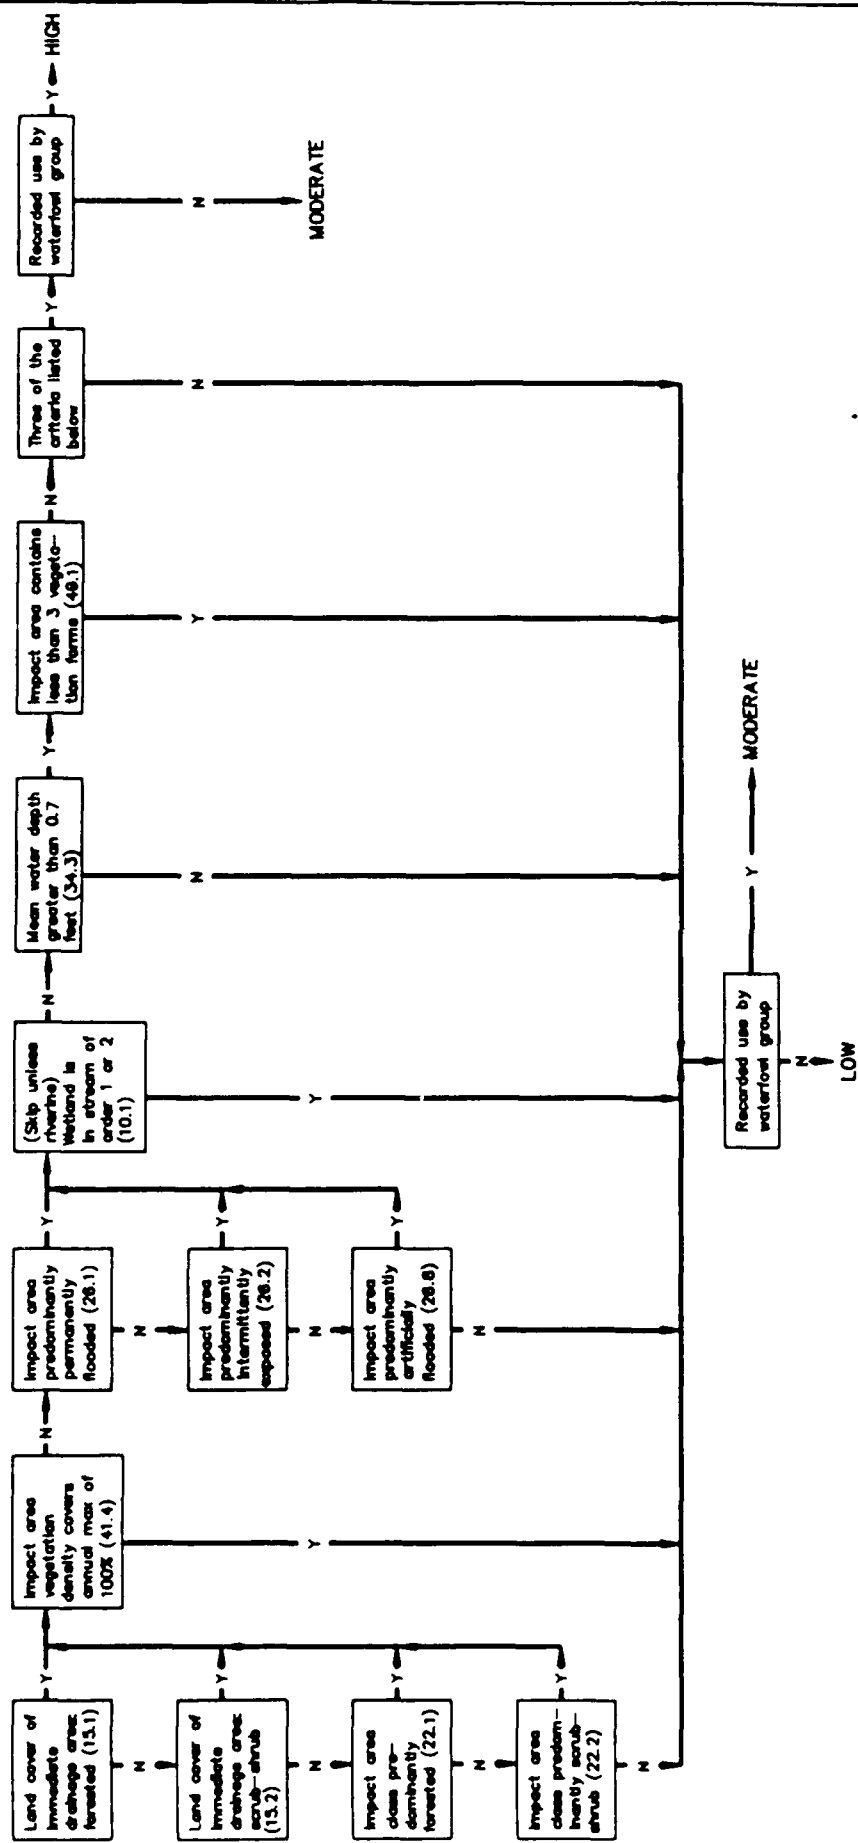 Land cover of
immediate
drainage area:
forested (15.1)
Y
N
Land cover of
immediate
drainage area:
scrub-shrub
(15.2)
Y
N
Impact area
class pre-
dominantly
forested (22.1)
Y
N
Impact area
class predom-
inantly scrub-
shrub (22.2)
Y
N
Impact area
vegetation
density covers
annual max of
100% (41.4)
N
Y
Impact area
predominantly
permanently
flooded (26.1)
Y
N
Impact area
predominantly
intermittently
exposed (26.2)
Y
N
Impact area
predominantly
artificially
flooded (26.8)
Y
N
(Skip unless
riverine)
Wetland is
in stream of
order 1 or 2
(10.1)
N
Y
Mean water depth
greater than 0.7
feet (34.3)
Y
N
Impact area contains
less than 3 vegeta-
tion forms (49.1)
N
Y
Three of the
criteria listed
below
Y
N
Recorded use by
waterfowl group
Y
HIGH
N
MODERATE
Recorded use by
waterfowl group
Y
MODERATE
N
LOW